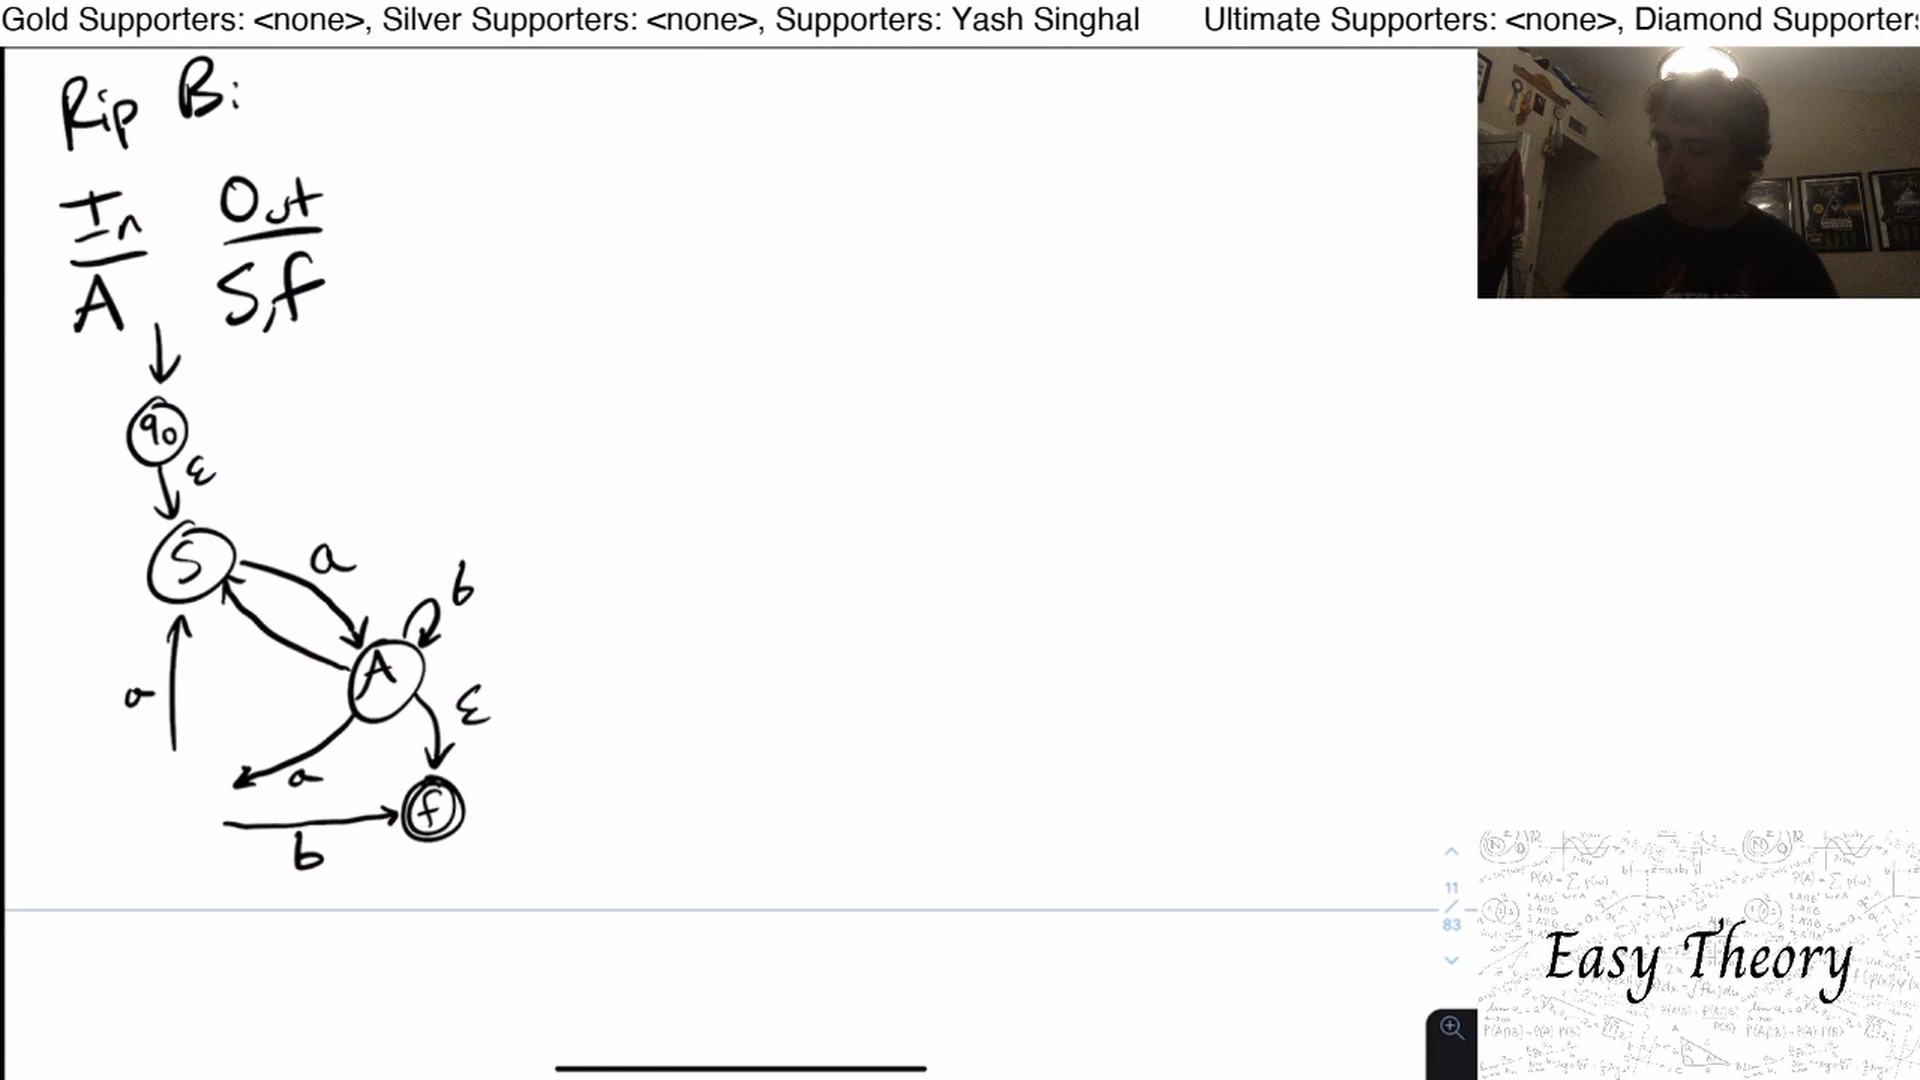 Gold Supporters: <none>, Silver Supporters: <none>, Supporters: Yash Singhal Ultimate Supporters: <none>, Diamond Supporters
Rip B:
In Out
A S,f
q0
ε
S
a
b
A
a
ε
a
f
b
11
/
83
Easy Theory